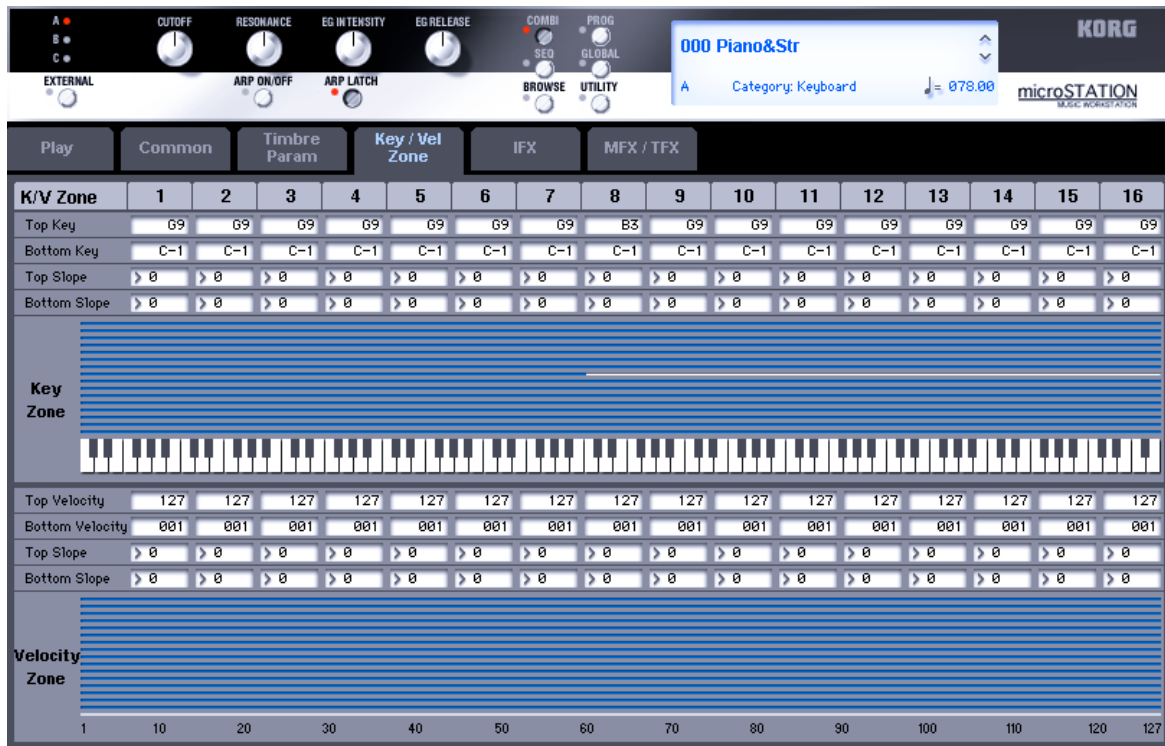 A CUTOFF RESONANCE EG INTENSITY EG RELEASE COMBI PROG KORG
B
C SEQ GLOBAL
000 Piano&Str
EXTERNAL ARP ON/OFF ARP LATCH BROWSE UTILITY
A Category: Keyboard ♩= 078.00 microSTATION
MUSIC WORKSTATION
Play Common Timbre Param Key / Vel Zone IFX MFX / TFX
K/V Zone 1 2 3 4 5 6 7 8 9 10 11 12 13 14 15 16
Top Key G9 G9 G9 G9 G9 G9 G9 B3 G9 G9 G9 G9 G9 G9 G9 G9
Bottom Key C-1 C-1 C-1 C-1 C-1 C-1 C-1 C-1 C-1 C-1 C-1 C-1 C-1 C-1 C-1 C-1
Top Slope 0 0 0 0 0 0 0 0 0 0 0 0 0 0 0 0
Bottom Slope 0 0 0 0 0 0 0 0 0 0 0 0 0 0 0 0
Key
Zone
Top Velocity 127 127 127 127 127 127 127 127 127 127 127 127 127 127 127 127
Bottom Velocity 001 001 001 001 001 001 001 001 001 001 001 001 001 001 001 001
Top Slope 0 0 0 0 0 0 0 0 0 0 0 0 0 0 0 0
Bottom Slope 0 0 0 0 0 0 0 0 0 0 0 0 0 0 0 0
Velocity
Zone
1 10 20 30 40 50 60 70 80 90 100 110 120 127